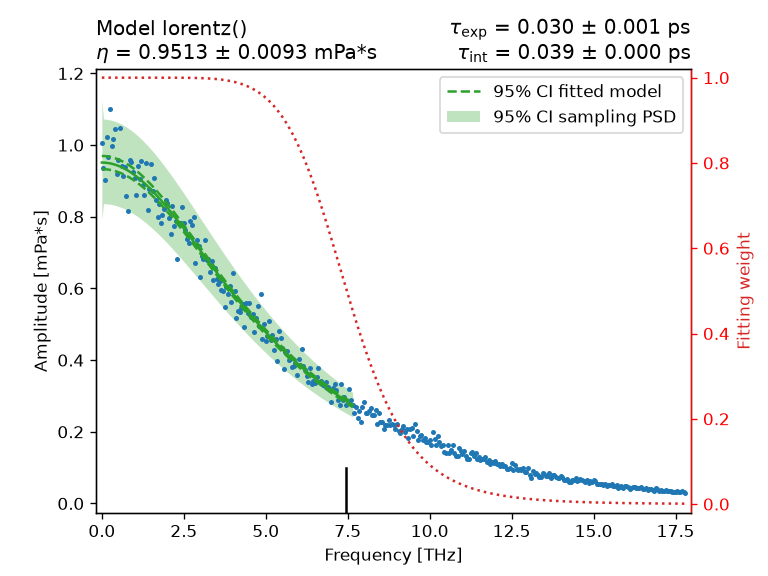 Model lorentz()
η = 0.9513 ± 0.0093 mPa*s
τexp = 0.030 ± 0.001 ps
τint = 0.039 ± 0.000 ps
95% CI fitted model
95% CI sampling PSD
1.2
1.0
0.8
0.6
0.4
0.2
0.0
Amplitude [mPa*s]
1.0
0.8
0.6
0.4
0.2
0.0
Fitting weight
0.0 2.5 5.0 7.5 10.0 12.5 15.0 17.5
Frequency [THz]